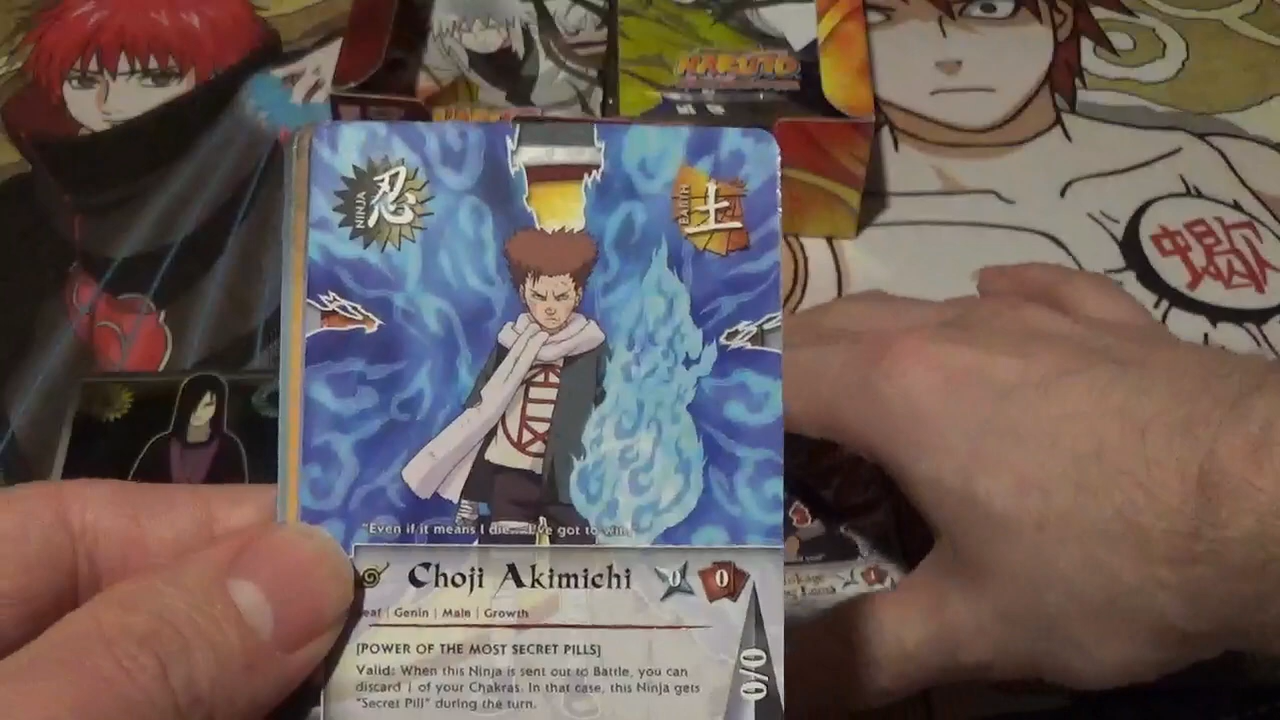 NARUTO
忍
NINJA
土
EARTH
"Even if it means I die...I've got to win."
Choji Akimichi
0
0
eaf | Genin | Male | Growth
[POWER OF THE MOST SECRET PILLS]
Valid: When this Ninja is sent out to Battle, you can
discard 1 of your Chakras. In that case, this Ninja gets
"Secret Pill" during the turn.
0/0